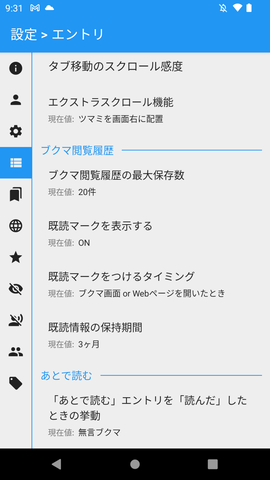 9:31
設定 > エントリ
タブ移動のスクロール感度
エクストラスクロール機能
現在値: ツマミを画面右に配置
ブクマ閲覧履歴
ブクマ閲覧履歴の最大保存数
現在値: 20件
既読マークを表示する
現在値: ON
既読マークをつけるタイミング
現在値: ブクマ画面 or Webページを開いたとき
既読情報の保持期間
現在値: 3ヶ月
あとで読む
「あとで読む」エントリを「読んだ」した
ときの挙動
現在値: 無言ブクマ